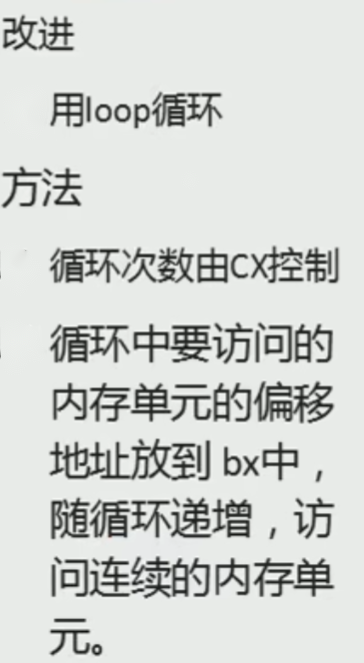 改进
用loop循环
方法
循环次数由CX控制
循环中要访问的
内存单元的偏移
地址放到 bx中，
随循环递增，访
问连续的内存单
元。